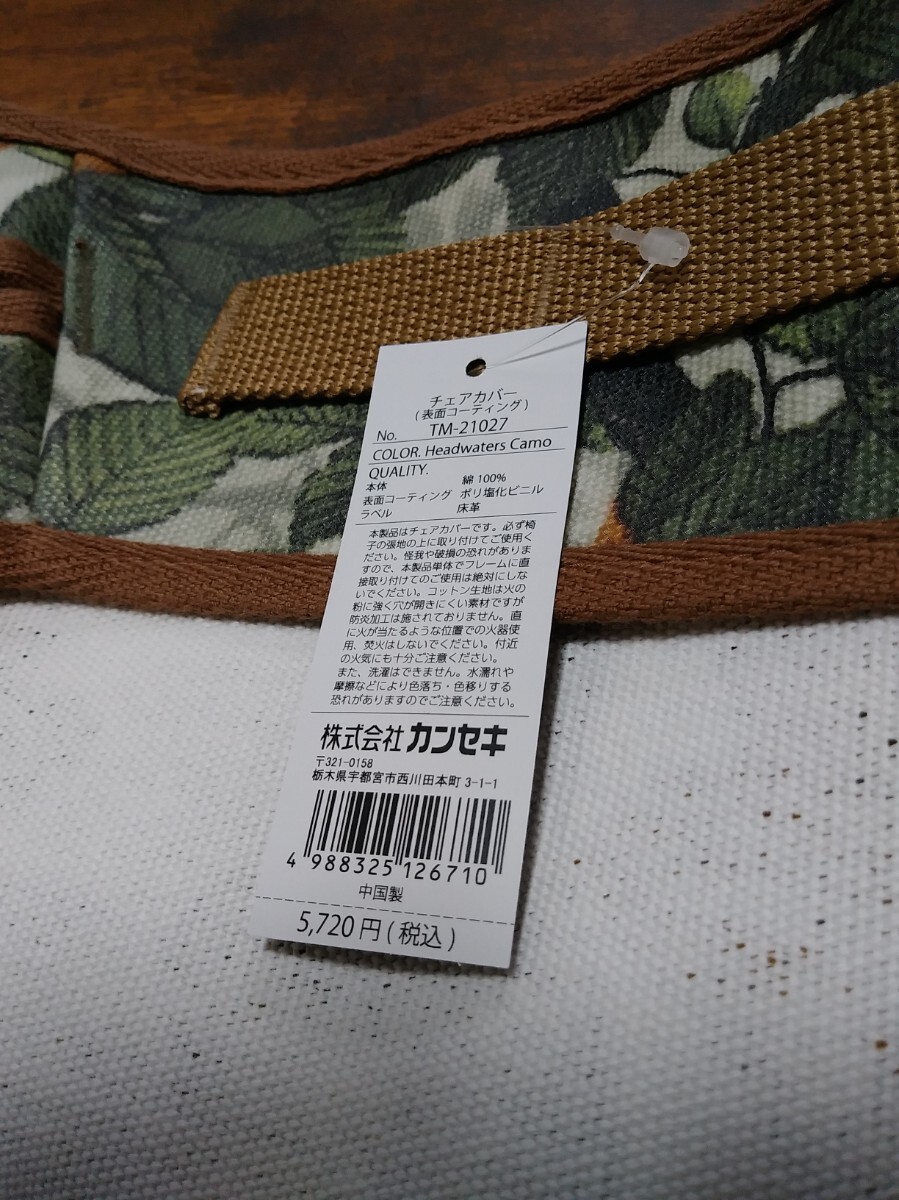 チェアカバー
(表面コーティング)
No. TM-21027
COLOR. Headwaters Camo
QUALITY.
本体 綿100%
表面コーティング ポリ塩化ビニル
ラベル 床革
本製品はチェアカバーです。必ず椅
子の張地の上に取り付けてご使用く
ださい。怪我や破損の恐れがありま
すので、本製品単体でフレームに直
接取り付けてのご使用は絶対にしな
いでください。コットン生地は火の
粉に強く穴が開きにくい素材ですが
防炎加工は施されておりません。直
に火が当たるような位置での火器使
用、焚火はしないでください。付近
の火気にも十分ご注意ください。
また、洗濯はできません。水濡れや
摩擦などにより色落ち・色移りする
恐れがありますのでご注意ください。
株式会社カンセキ
〒321-0158
栃木県宇都宮市西川田本町 3-1-1
4 988325 126710
中国製
5,720円(税込)